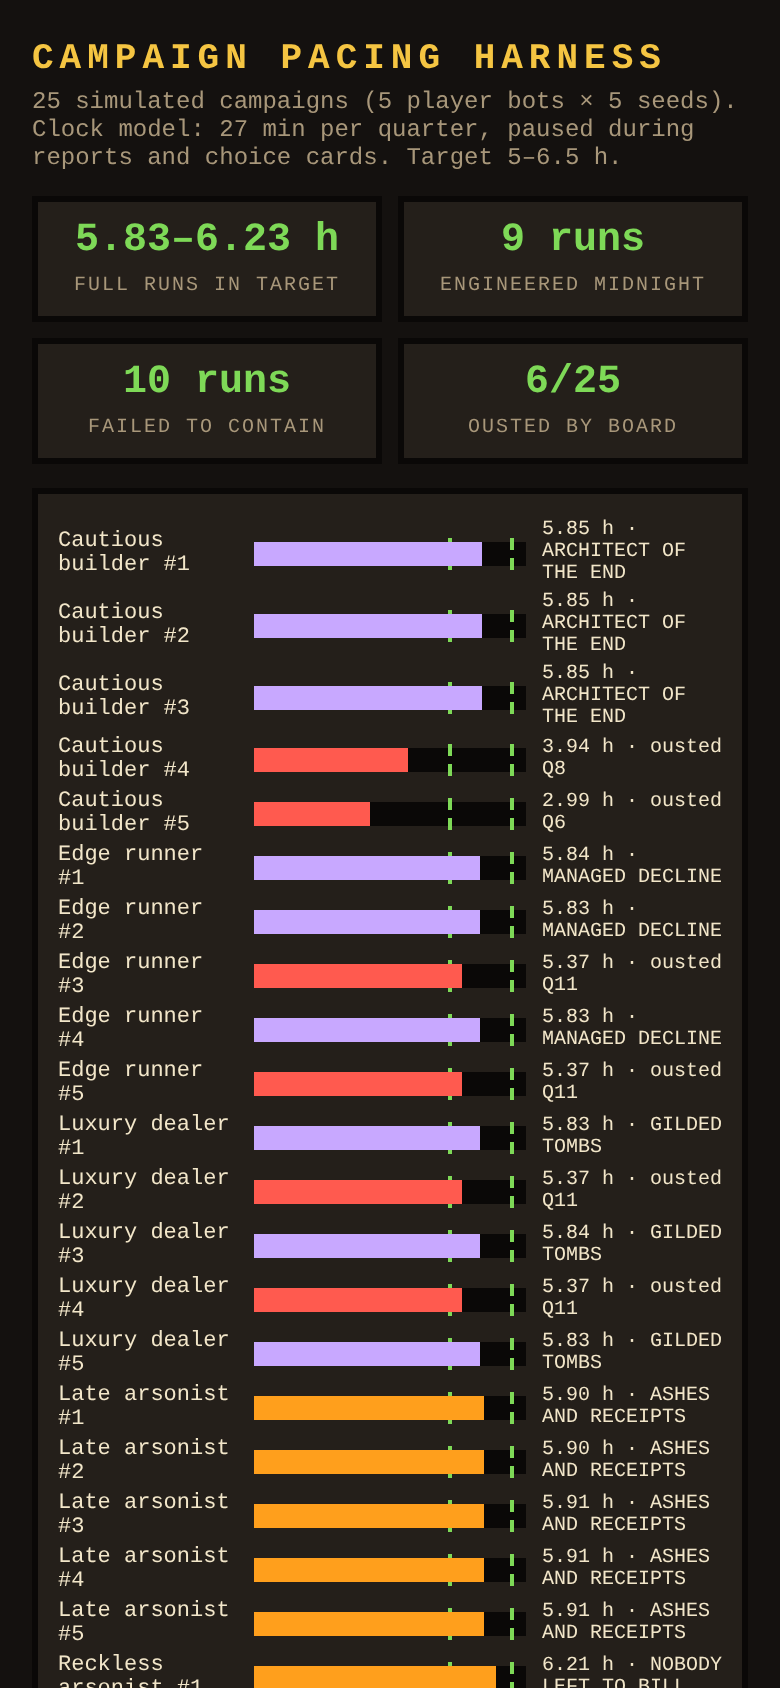 CAMPAIGN PACING HARNESS
25 simulated campaigns (5 player bots × 5 seeds).
Clock model: 27 min per quarter, paused during
reports and choice cards. Target 5–6.5 h.
5.83–6.23 h
FULL RUNS IN TARGET
9 runs
ENGINEERED MIDNIGHT
10 runs
FAILED TO CONTAIN
6/25
OUSTED BY BOARD
Cautious
builder #1
5.85 h ·
ARCHITECT OF
THE END
Cautious
builder #2
5.85 h ·
ARCHITECT OF
THE END
Cautious
builder #3
5.85 h ·
ARCHITECT OF
THE END
Cautious
builder #4
3.94 h · ousted
Q8
Cautious
builder #5
2.99 h · ousted
Q6
Edge runner
#1
5.84 h ·
MANAGED DECLINE
Edge runner
#2
5.83 h ·
MANAGED DECLINE
Edge runner
#3
5.37 h · ousted
Q11
Edge runner
#4
5.83 h ·
MANAGED DECLINE
Edge runner
#5
5.37 h · ousted
Q11
Luxury dealer
#1
5.83 h · GILDED
TOMBS
Luxury dealer
#2
5.37 h · ousted
Q11
Luxury dealer
#3
5.84 h · GILDED
TOMBS
Luxury dealer
#4
5.37 h · ousted
Q11
Luxury dealer
#5
5.83 h · GILDED
TOMBS
Late arsonist
#1
5.90 h · ASHES
AND RECEIPTS
Late arsonist
#2
5.90 h · ASHES
AND RECEIPTS
Late arsonist
#3
5.91 h · ASHES
AND RECEIPTS
Late arsonist
#4
5.91 h · ASHES
AND RECEIPTS
Late arsonist
#5
5.91 h · ASHES
AND RECEIPTS
Reckless
arsonist #1
6.21 h · NOBODY
LEFT TO BILL